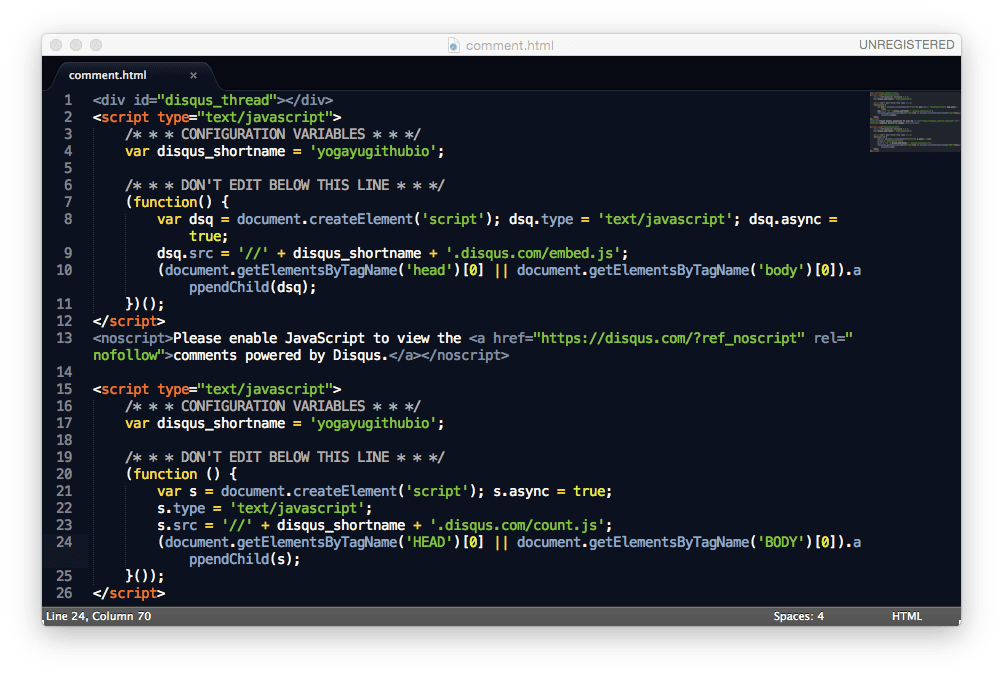 comment.html
UNREGISTERED
comment.html ×
1 <div id="disqus_thread"></div>
2 <script type="text/javascript">
3     /* * * CONFIGURATION VARIABLES * * */
4     var disqus_shortname = 'yogayugithubio';
5
6     /* * * DON'T EDIT BELOW THIS LINE * * */
7     (function() {
8         var dsq = document.createElement('script'); dsq.type = 'text/javascript'; dsq.async =
            true;
9         dsq.src = '//' + disqus_shortname + '.disqus.com/embed.js';
10         (document.getElementsByTagName('head')[0] || document.getElementsByTagName('body')[0]).a
            ppendChild(dsq);
11     })();
12 </script>
13 <noscript>Please enable JavaScript to view the <a href="https://disqus.com/?ref_noscript" rel="
nofollow">comments powered by Disqus.</a></noscript>
14
15 <script type="text/javascript">
16     /* * * CONFIGURATION VARIABLES * * */
17     var disqus_shortname = 'yogayugithubio';
18
19     /* * * DON'T EDIT BELOW THIS LINE * * */
20     (function () {
21         var s = document.createElement('script'); s.async = true;
22         s.type = 'text/javascript';
23         s.src = '//' + disqus_shortname + '.disqus.com/count.js';
24         (document.getElementsByTagName('HEAD')[0] || document.getElementsByTagName('BODY')[0]).a
            ppendChild(s);
25     }());
26 </script>
Line 24, Column 70
Spaces: 4
HTML